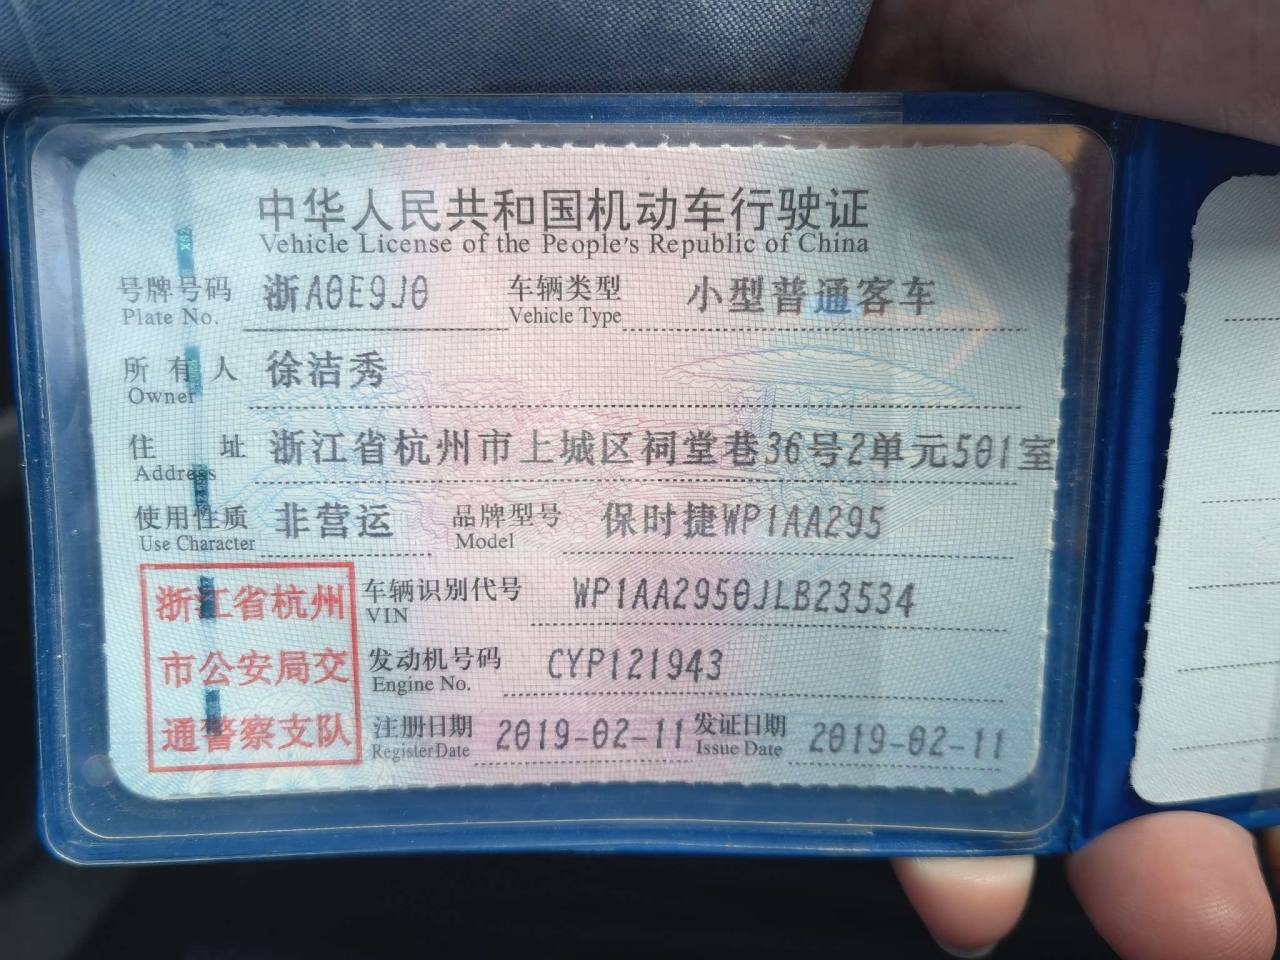 中华人民共和国机动车行驶证
Vehicle License of the People's Republic of China
号牌号码 浙A0E9J0 车辆类型 小型普通客车
Plate No. Vehicle Type
所有人 徐洁秀
Owner
住址 浙江省杭州市上城区祠堂巷36号2单元501室
Address
使用性质 非营运 品牌型号 保时捷WP1AA295
Use Character Model
浙江省杭州 车辆识别代号 WP1AA2950JLB23534
VIN
市公安局交 发动机号码 CYP121943
Engine No.
通警察支队 注册日期 2019-02-11 发证日期 2019-02-11
Register Date Issue Date